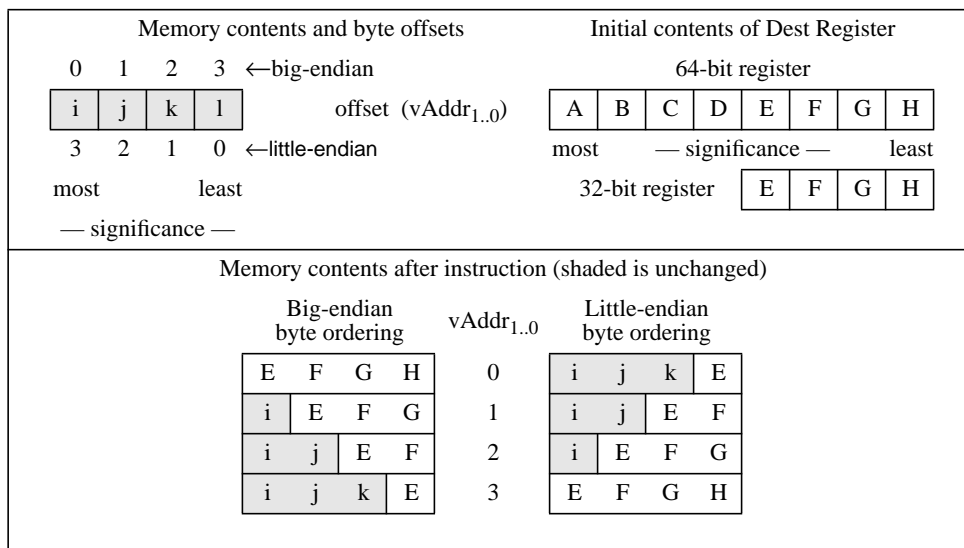 Memory contents and byte offsets
0 1 2 3 ←big-endian
i j k l offset (vAddr1..0)
3 2 1 0 ←little-endian
most least
— significance —
Initial contents of Dest Register
64-bit register
A B C D E F G H
most — significance — least
32-bit register E F G H
Memory contents after instruction (shaded is unchanged)
Big-endian
byte ordering
vAddr1..0
Little-endian
byte ordering
E F G H 0 i j k E
i E F G 1 i j E F
i j E F 2 i E F G
i j k E 3 E F G H